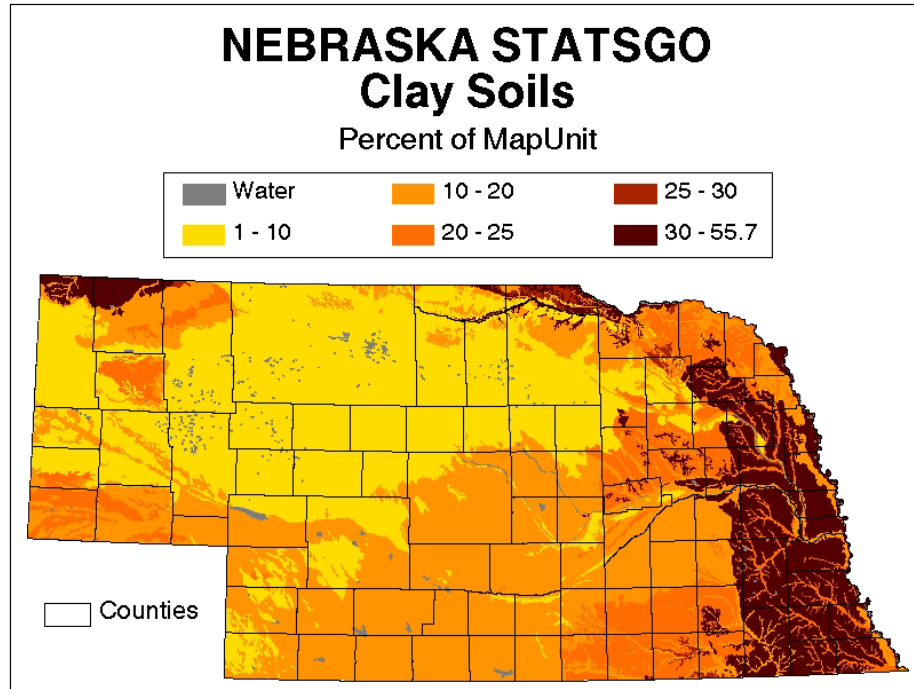 NEBRASKA STATSGO
Clay Soils
Percent of MapUnit
Water
10 - 20
25 - 30
1 - 10
20 - 25
30 - 55.7
Counties